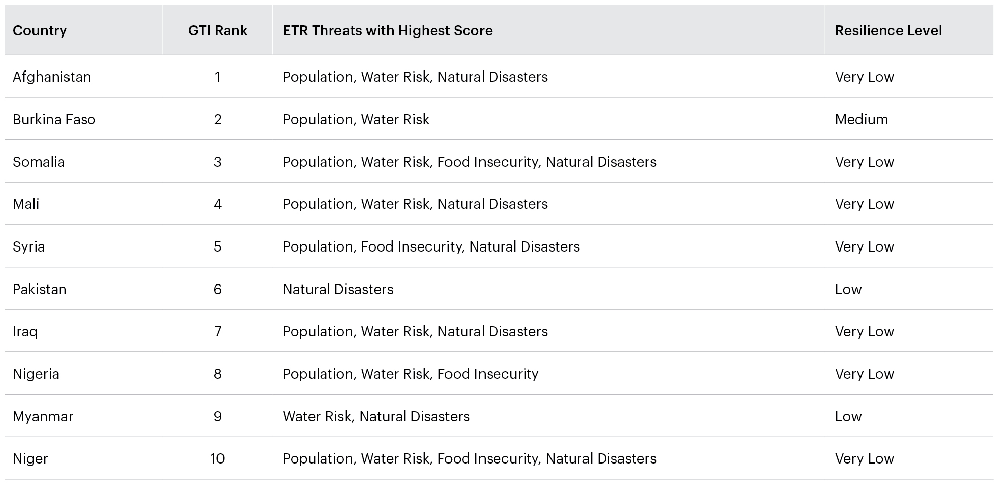 Country GTI Rank ETR Threats with Highest Score Resilience Level
Afghanistan 1 Population, Water Risk, Natural Disasters Very Low
Burkina Faso 2 Population, Water Risk Medium
Somalia 3 Population, Water Risk, Food Insecurity, Natural Disasters Very Low
Mali 4 Population, Water Risk, Natural Disasters Very Low
Syria 5 Population, Food Insecurity, Natural Disasters Very Low
Pakistan 6 Natural Disasters Low
Iraq 7 Population, Water Risk, Natural Disasters Very Low
Nigeria 8 Population, Water Risk, Food Insecurity Very Low
Myanmar 9 Water Risk, Natural Disasters Low
Niger 10 Population, Water Risk, Food Insecurity, Natural Disasters Very Low